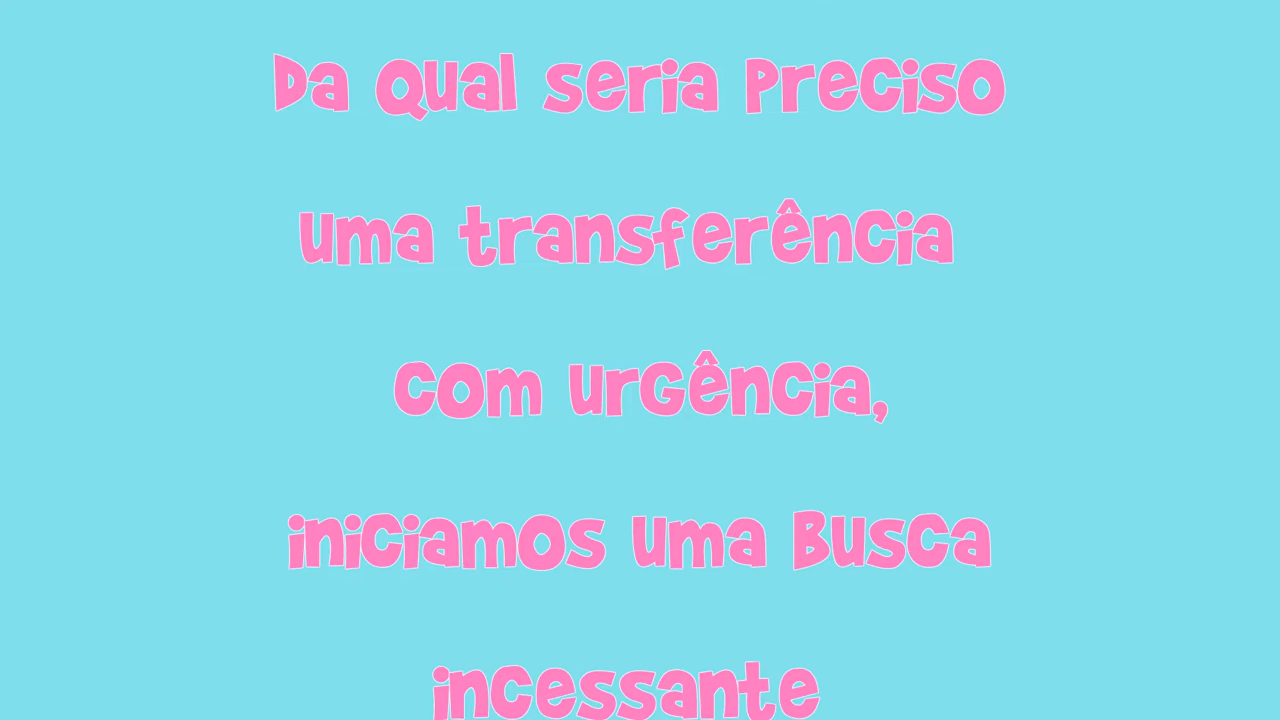 Da qual seria preciso
uma transferência
com urgência,
iniciamos uma busca
incessante